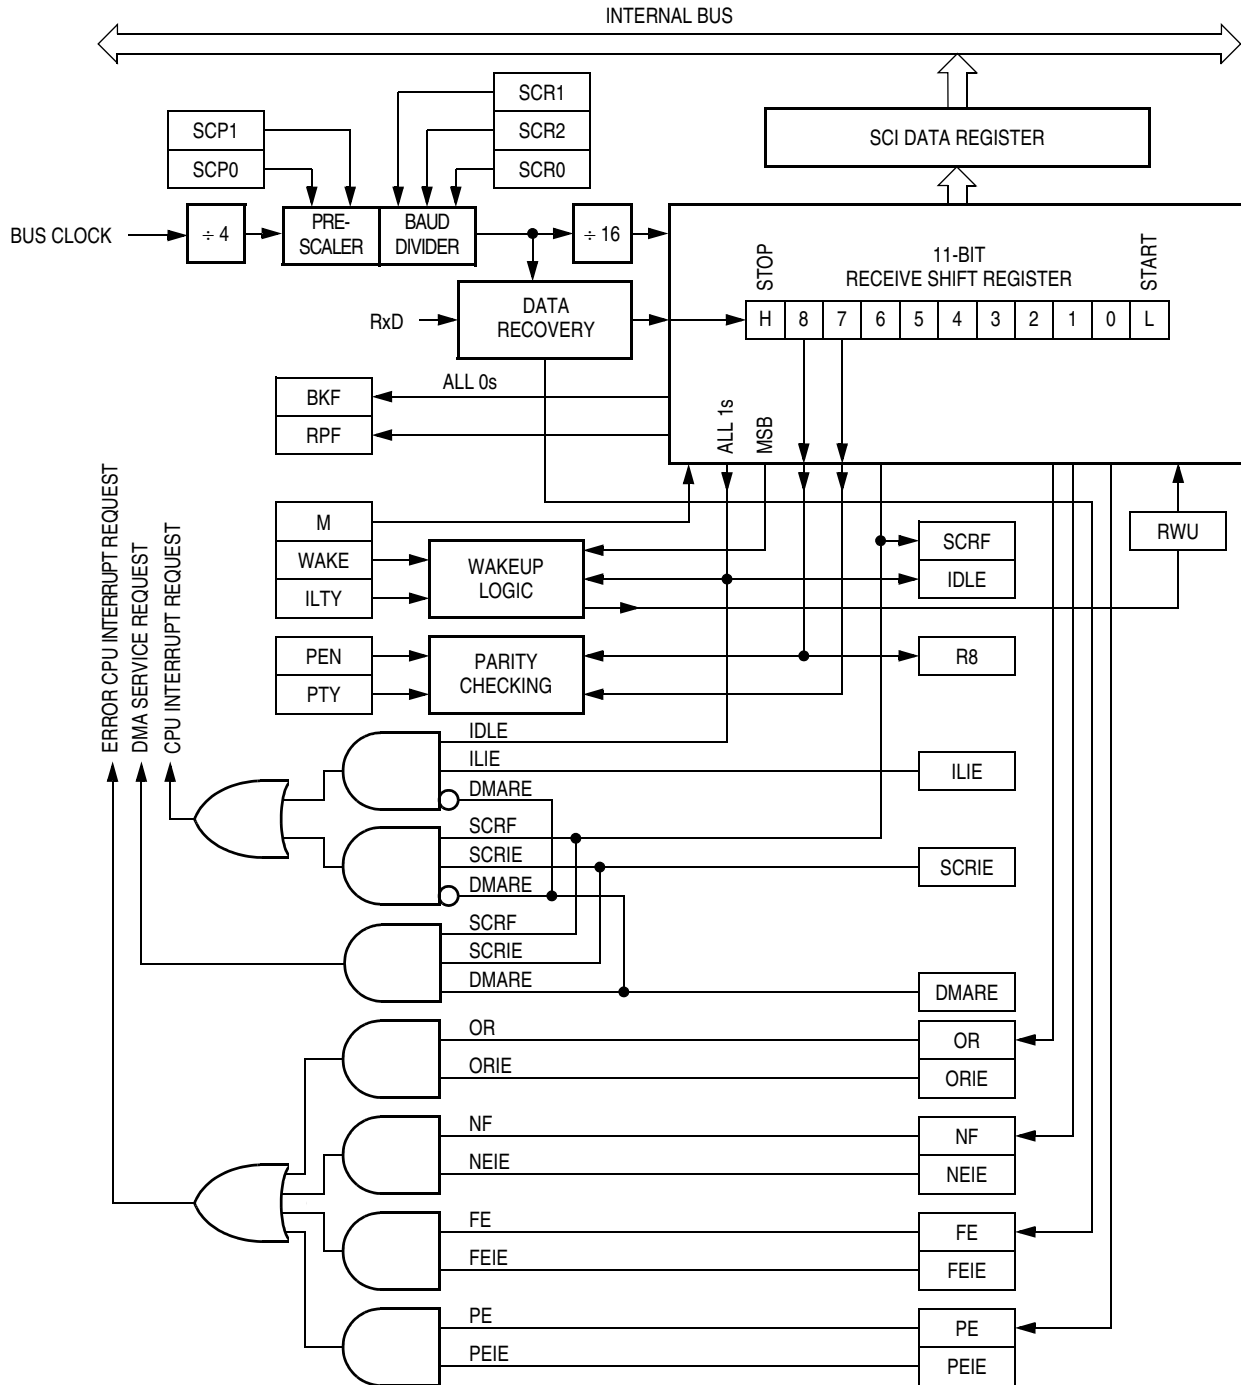 INTERNAL BUS
SCR1
SCR2
SCR0
SCP1
SCP0
SCI DATA REGISTER
BUS CLOCK
÷ 4
PRE-
SCALER
BAUD
DIVIDER
÷ 16
11-BIT
RECEIVE SHIFT REGISTER
STOP
START
H 8 7 6 5 4 3 2 1 0 L
RxD
DATA
RECOVERY
ALL 0s
BKF
RPF
ALL 1s
MSB
M
WAKE
ILTY
WAKEUP
LOGIC
SCRF
IDLE
RWU
PEN
PTY
PARITY
CHECKING
R8
ERROR CPU INTERRUPT REQUEST
DMA SERVICE REQUEST
CPU INTERRUPT REQUEST
IDLE
ILIE
DMARE
ILIE
SCRF
SCRIE
DMARE
SCRIE
SCRF
SCRIE
DMARE
DMARE
OR
ORIE
OR
ORIE
NF
NEIE
NF
NEIE
FE
FEIE
FE
FEIE
PE
PEIE
PE
PEIE